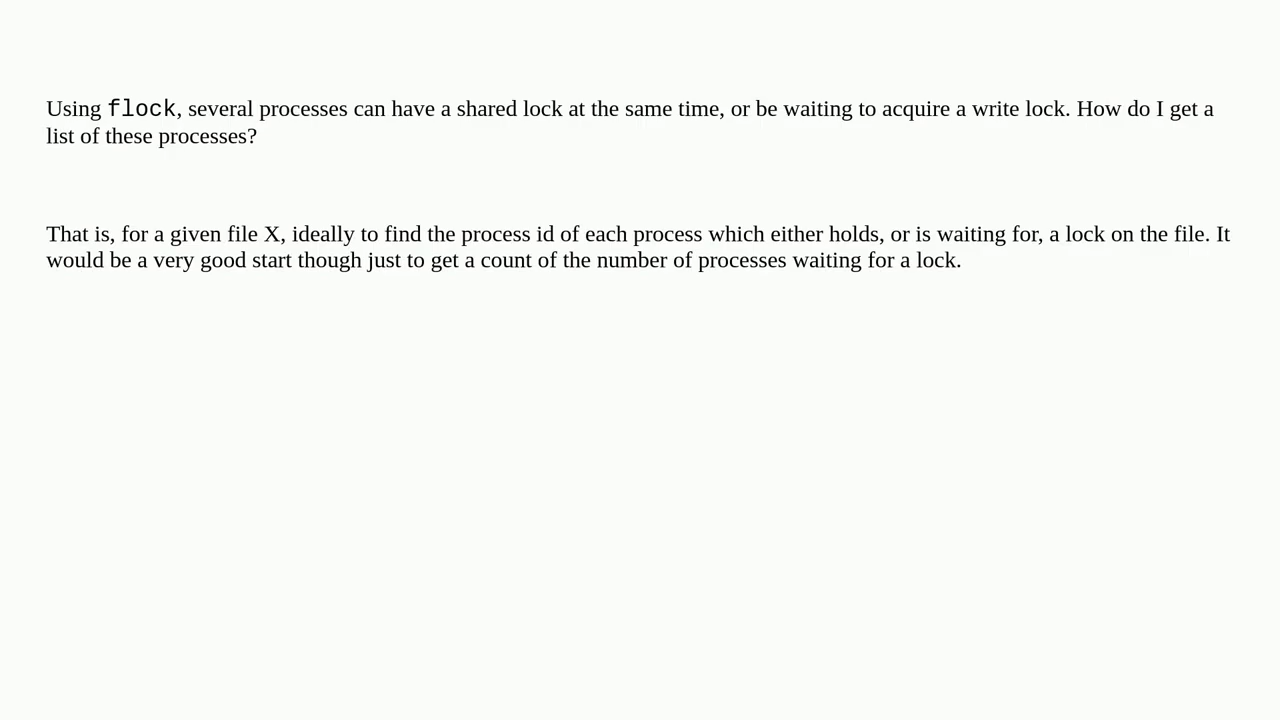 Using flock, several processes can have a shared lock at the same time, or be waiting to acquire a write lock. How do I get a
list of these processes?
That is, for a given file X, ideally to find the process id of each process which either holds, or is waiting for, a lock on the file. It
would be a very good start though just to get a count of the number of processes waiting for a lock.